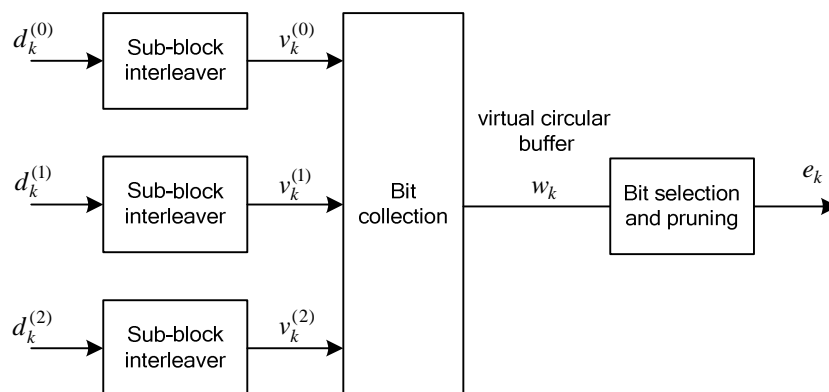 d_k^{(0)}
Sub-block
interleaver
v_k^{(0)}
d_k^{(1)}
Sub-block
interleaver
v_k^{(1)}
d_k^{(2)}
Sub-block
interleaver
v_k^{(2)}
Bit
collection
virtual circular
buffer
w_k
Bit selection
and pruning
e_k